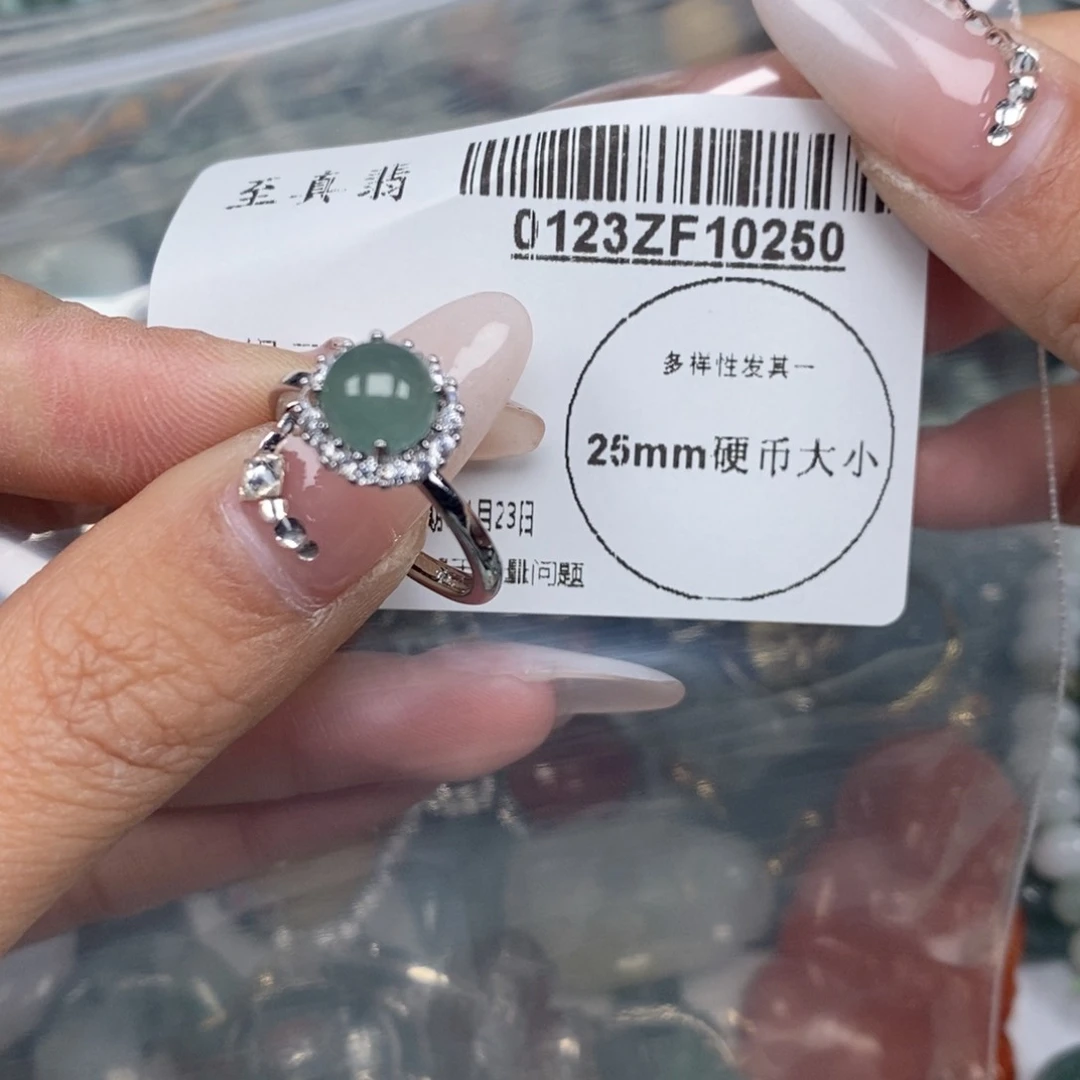 至真翡
0123ZF10250
多样性发其一
25mm硬币大小
月23日
问题